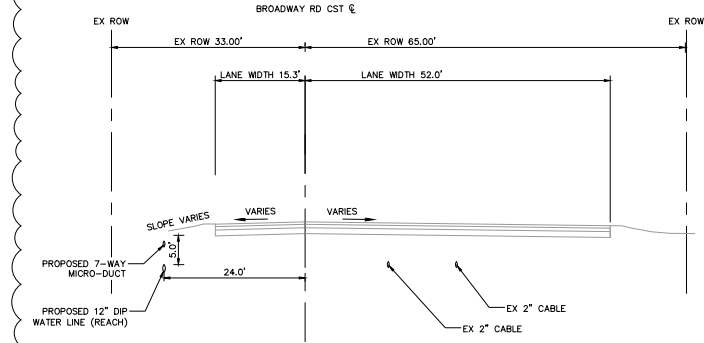 BROADWAY RD CST ℄
EX ROW
EX ROW
EX ROW 33.00'
EX ROW 65.00'
LANE WIDTH 15.3'
LANE WIDTH 52.0'
SLOPE VARIES
VARIES
VARIES
5.0'
PROPOSED 7-WAY
MICRO-DUCT
24.0'
PROPOSED 12" DIP
WATER LINE (REACH)
EX 2" CABLE
EX 2" CABLE